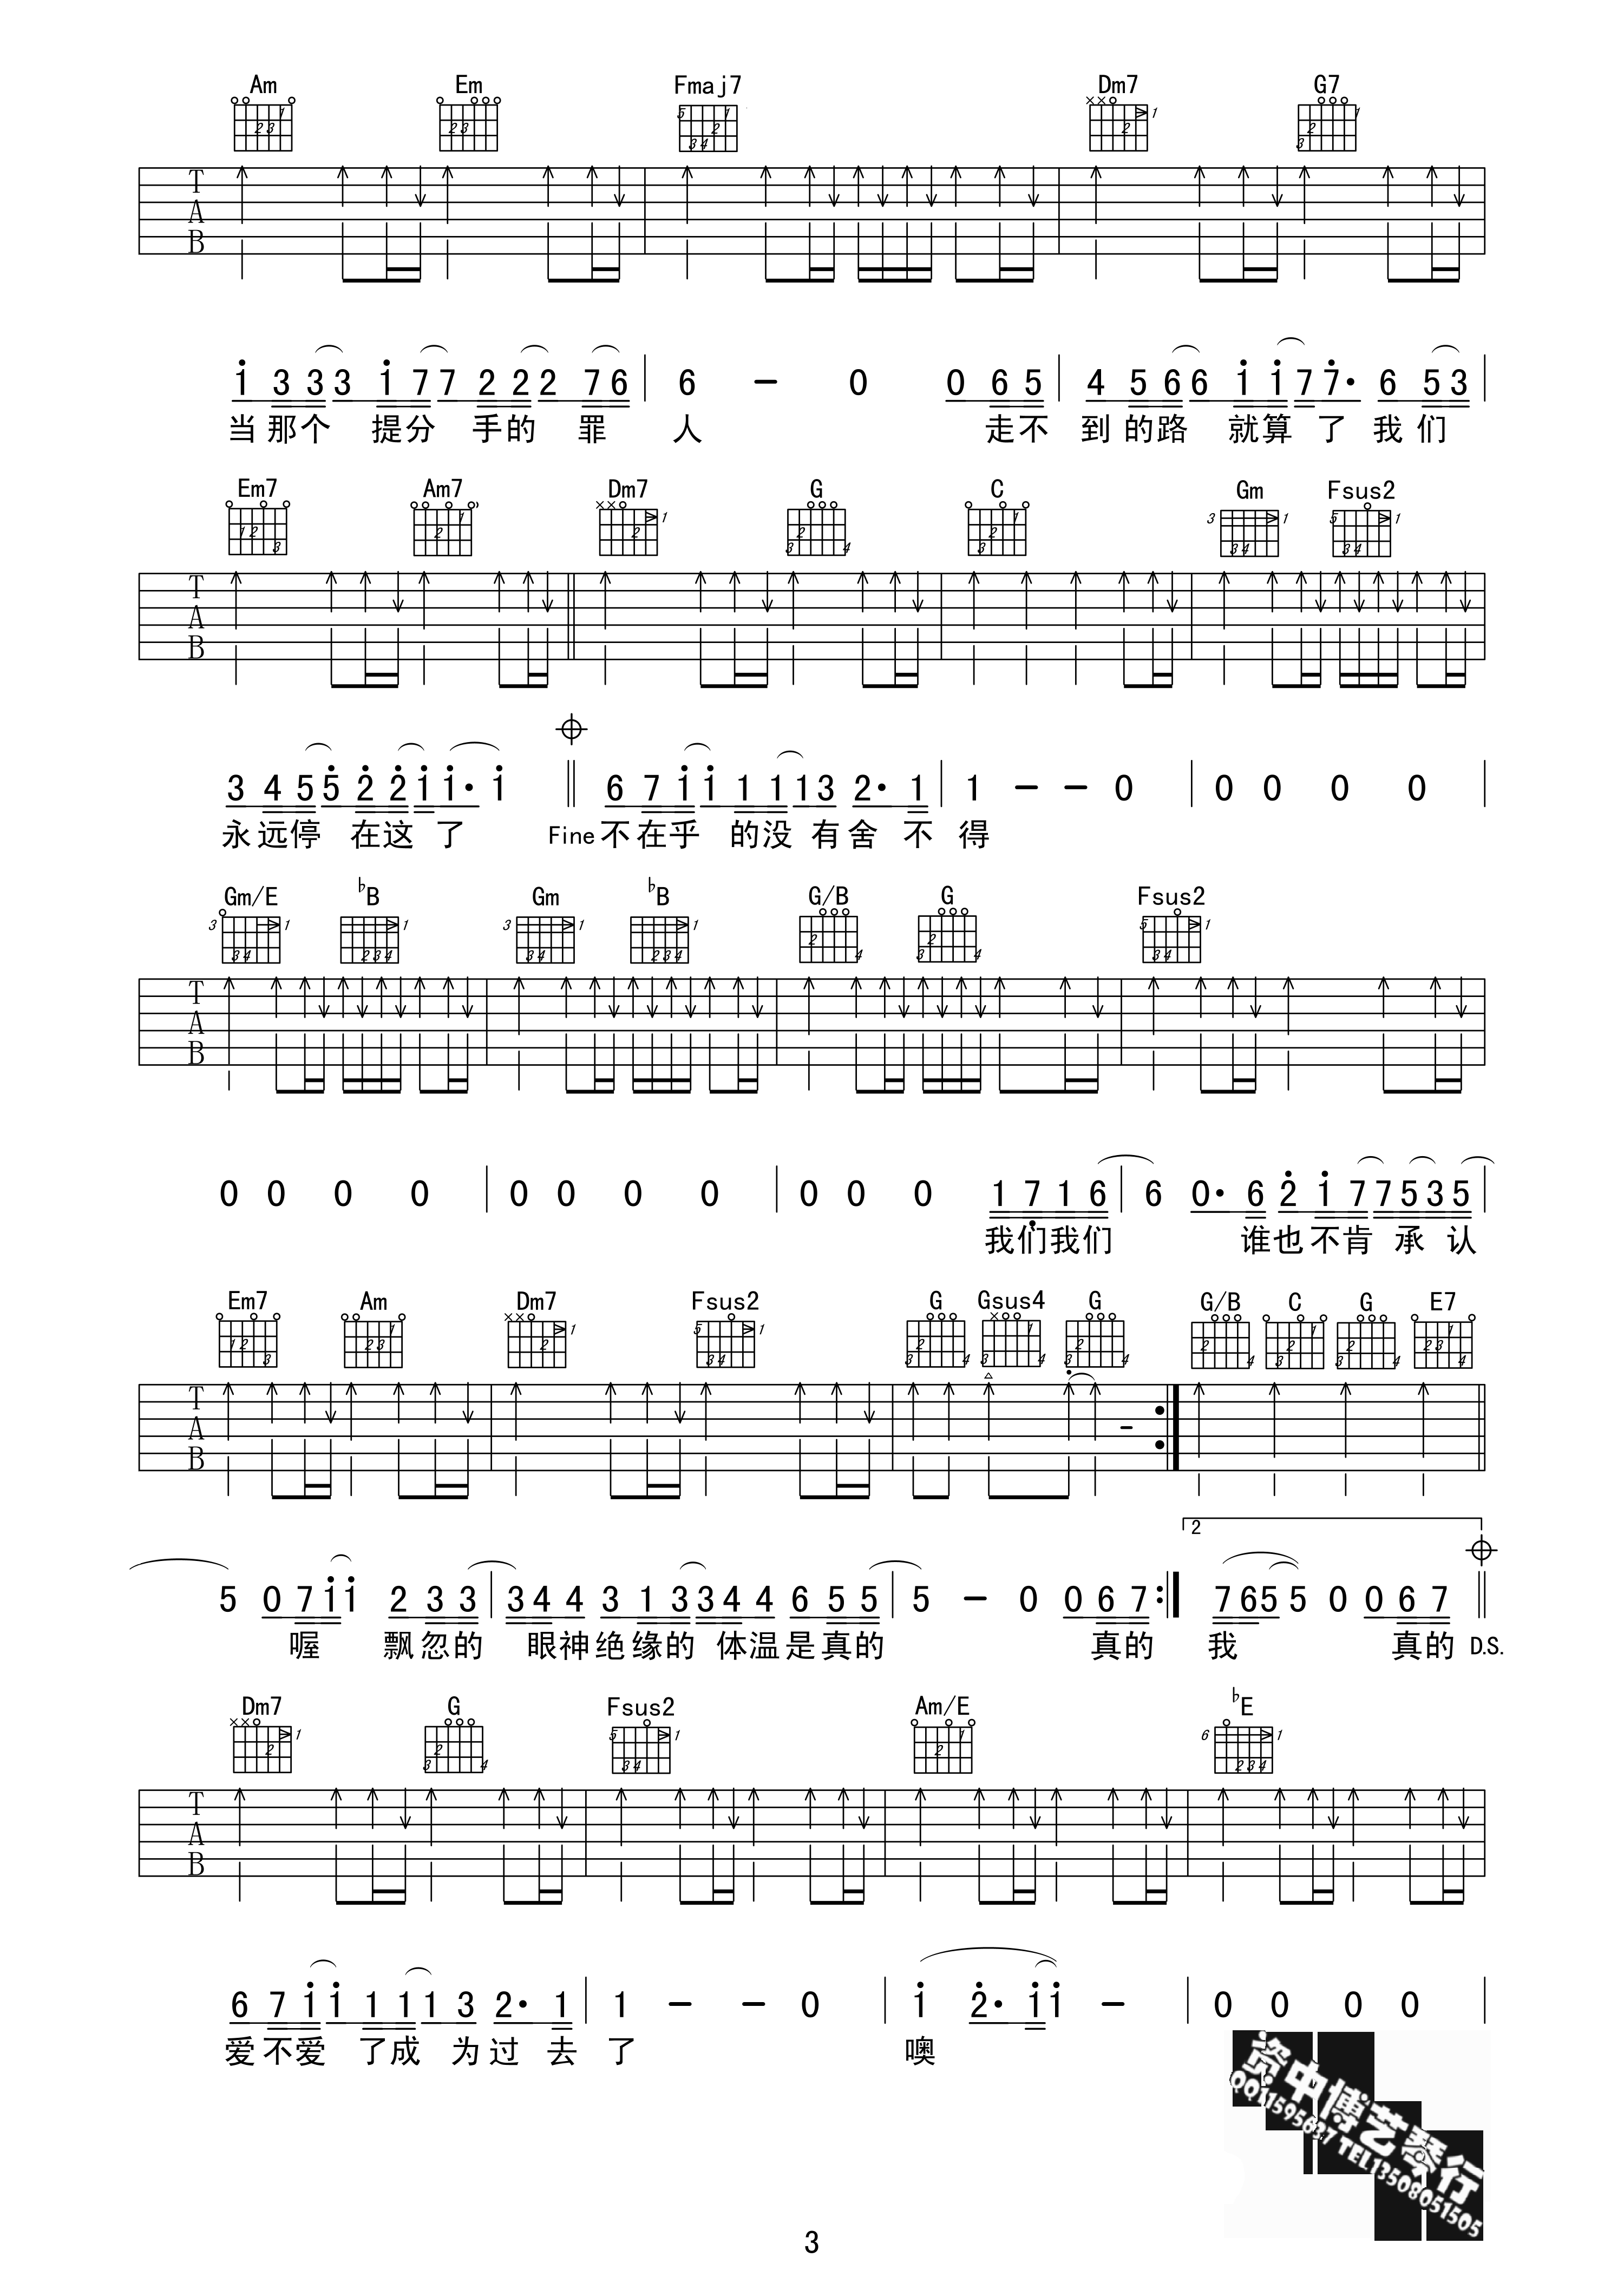 Am Em Fmaj7 Dm7 G7
T
A
B
i 3 3 3 i 7 7 2 2 2 7 6 | 6 - 0 0 6 5 | 4 5 6 6 i i 7 7· 6 5 3 |
当那个 提分 手的 罪 人 走不 到的路 就算 了 我们
Em7 Am7 Dm7 G C Gm Fsus2
T
A
B
3 4 5 5 2 2 i i· i || 6 7 i i 1 1 1 3 2· 1 | 1 - - 0 | 0 0 0 0 |
永远停 在这 了 Fine 不在乎 的没 有舍 不 得
Gm/E ♭B Gm ♭B G/B G Fsus2
T
A
B
0 0 0 0 | 0 0 0 0 | 0 0 0 1 7 1 6 | 6 0· 6 2 i 7 7 5 3 5 |
我们我们 谁也不肯 承 认
Em7 Am Dm7 Fsus2 G Gsus4 G G/B C G E7
T
A
B
2
5 0 7 i i 2 3 3 | 3 4 4 3 1 3 3 4 4 6 5 5 | 5 - 0 0 6 7 :| 7 6 5 5 0 0 6 7 ||
喔 飘忽的 眼神绝缘的 体温是真的 真的 我 真的 D.S.
Dm7 G Fsus2 Am/E ♭E
T
A
B
6 7 i i 1 1 1 3 2· 1 | 1 - - 0 | i 2· i i - | 0 0 0 0 |
爱不爱 了成 为过 去 了 噢
资中博艺琴行
QQ11595637 TEL13508051505
3